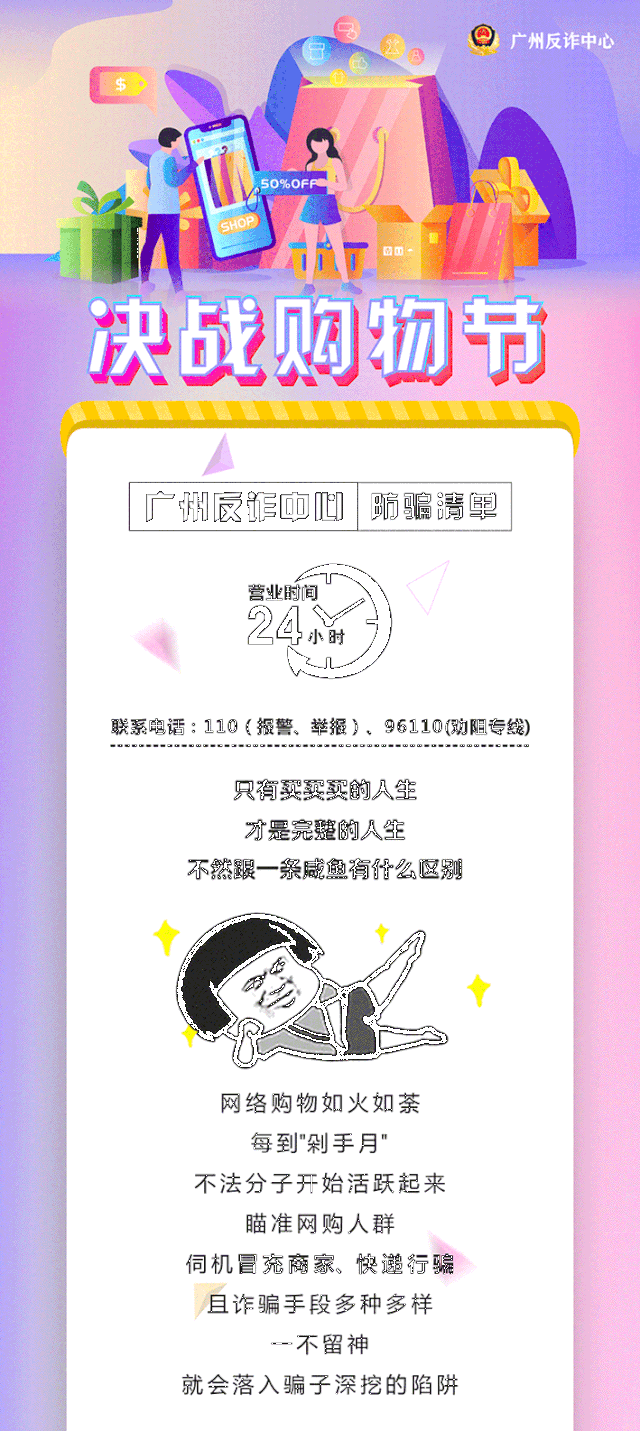 广州反诈中心
$
50%OFF
SHOP
决战购物节
广州反诈中心 防骗清单
营业时间
24小时
联系电话：110（报警、举报）、96110(劝阻专线)
只有买买买的人生
才是完整的人生
不然跟一条咸鱼有什么区别
网络购物如火如荼
每到"剁手月"
不法分子开始活跃起来
瞄准网购人群
伺机冒充商家、快递行骗
且诈骗手段多种多样
一不留神
就会落入骗子深挖的陷阱